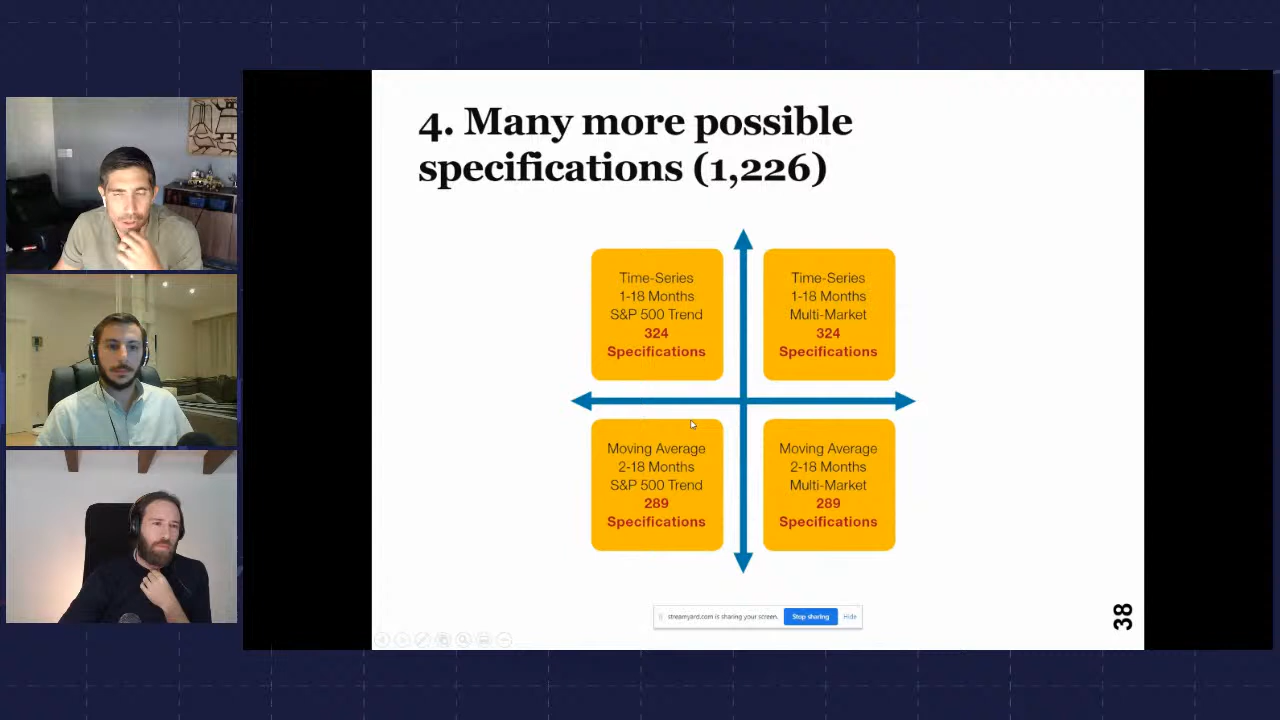 4. Many more possible
specifications (1,226)
Time-Series
1-18 Months
S&P 500 Trend
324
Specifications
Time-Series
1-18 Months
Multi-Market
324
Specifications
Moving Average
2-18 Months
S&P 500 Trend
289
Specifications
Moving Average
2-18 Months
Multi-Market
289
Specifications
streamyard.com is sharing your screen.
Stop sharing
Hide
38